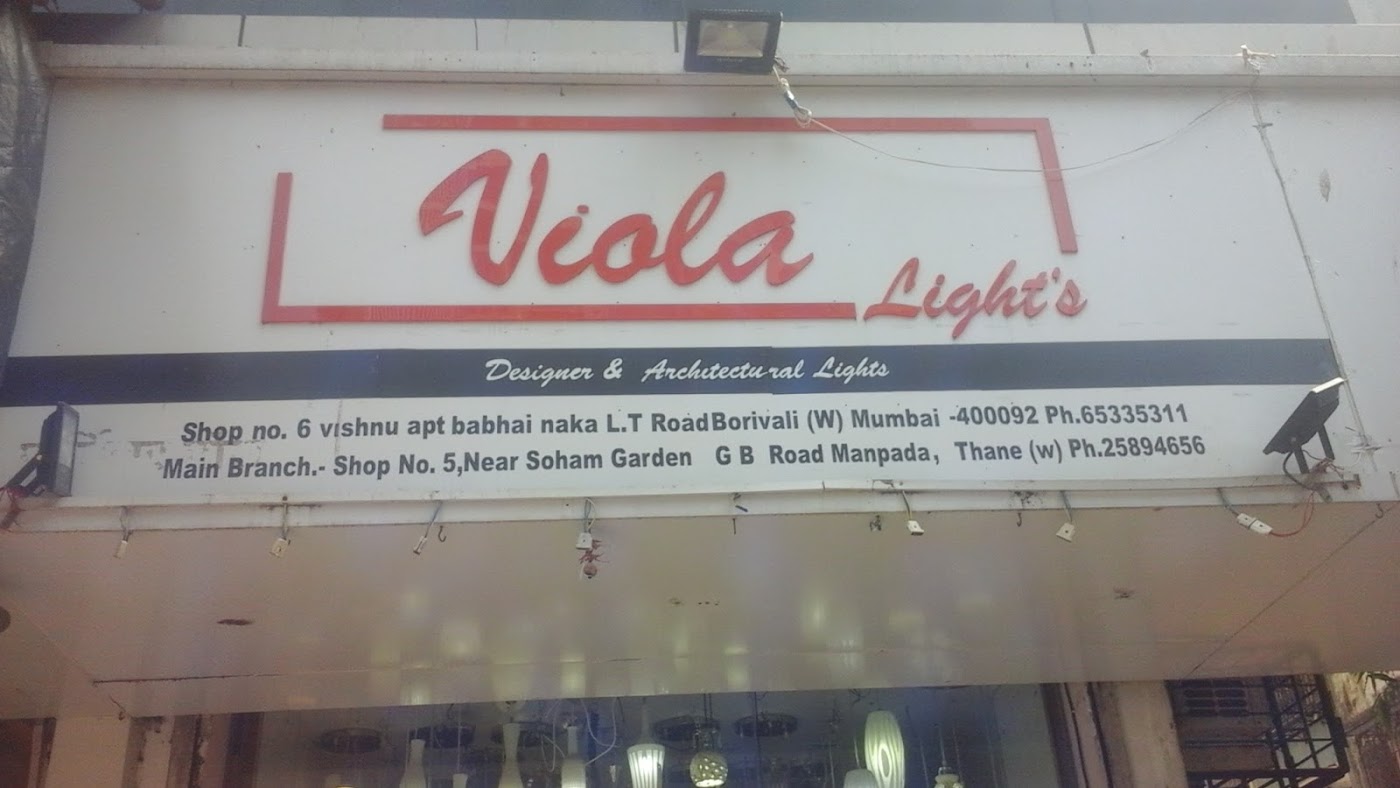 Viola
Light's
Designer & Architectural Lights
Shop no. 6 vishnu apt babhai naka L.T Road Borivali (W) Mumbai -400092 Ph.65335311
Main Branch.- Shop No. 5,Near Soham Garden G B Road Manpada, Thane (w) Ph.25894656